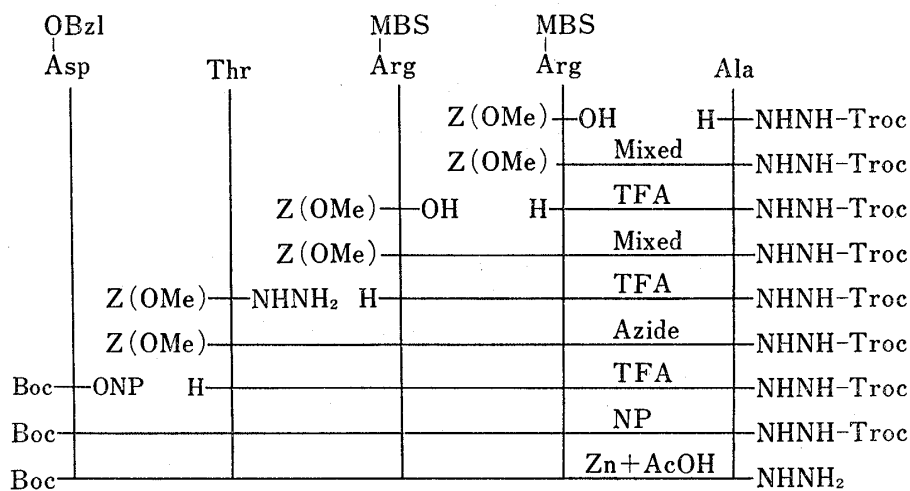 OBzl MBS MBS
Asp Thr Arg Arg Ala
Z(OMe) OH H NHNH-Troc
Z(OMe) Mixed NHNH-Troc
Z(OMe) OH H TFA NHNH-Troc
Z(OMe) Mixed NHNH-Troc
Z(OMe) NHNH₂ H TFA NHNH-Troc
Z(OMe) Azide NHNH-Troc
Boc ONP H TFA NHNH-Troc
Boc NP NHNH-Troc
Boc Zn+AcOH NHNH₂